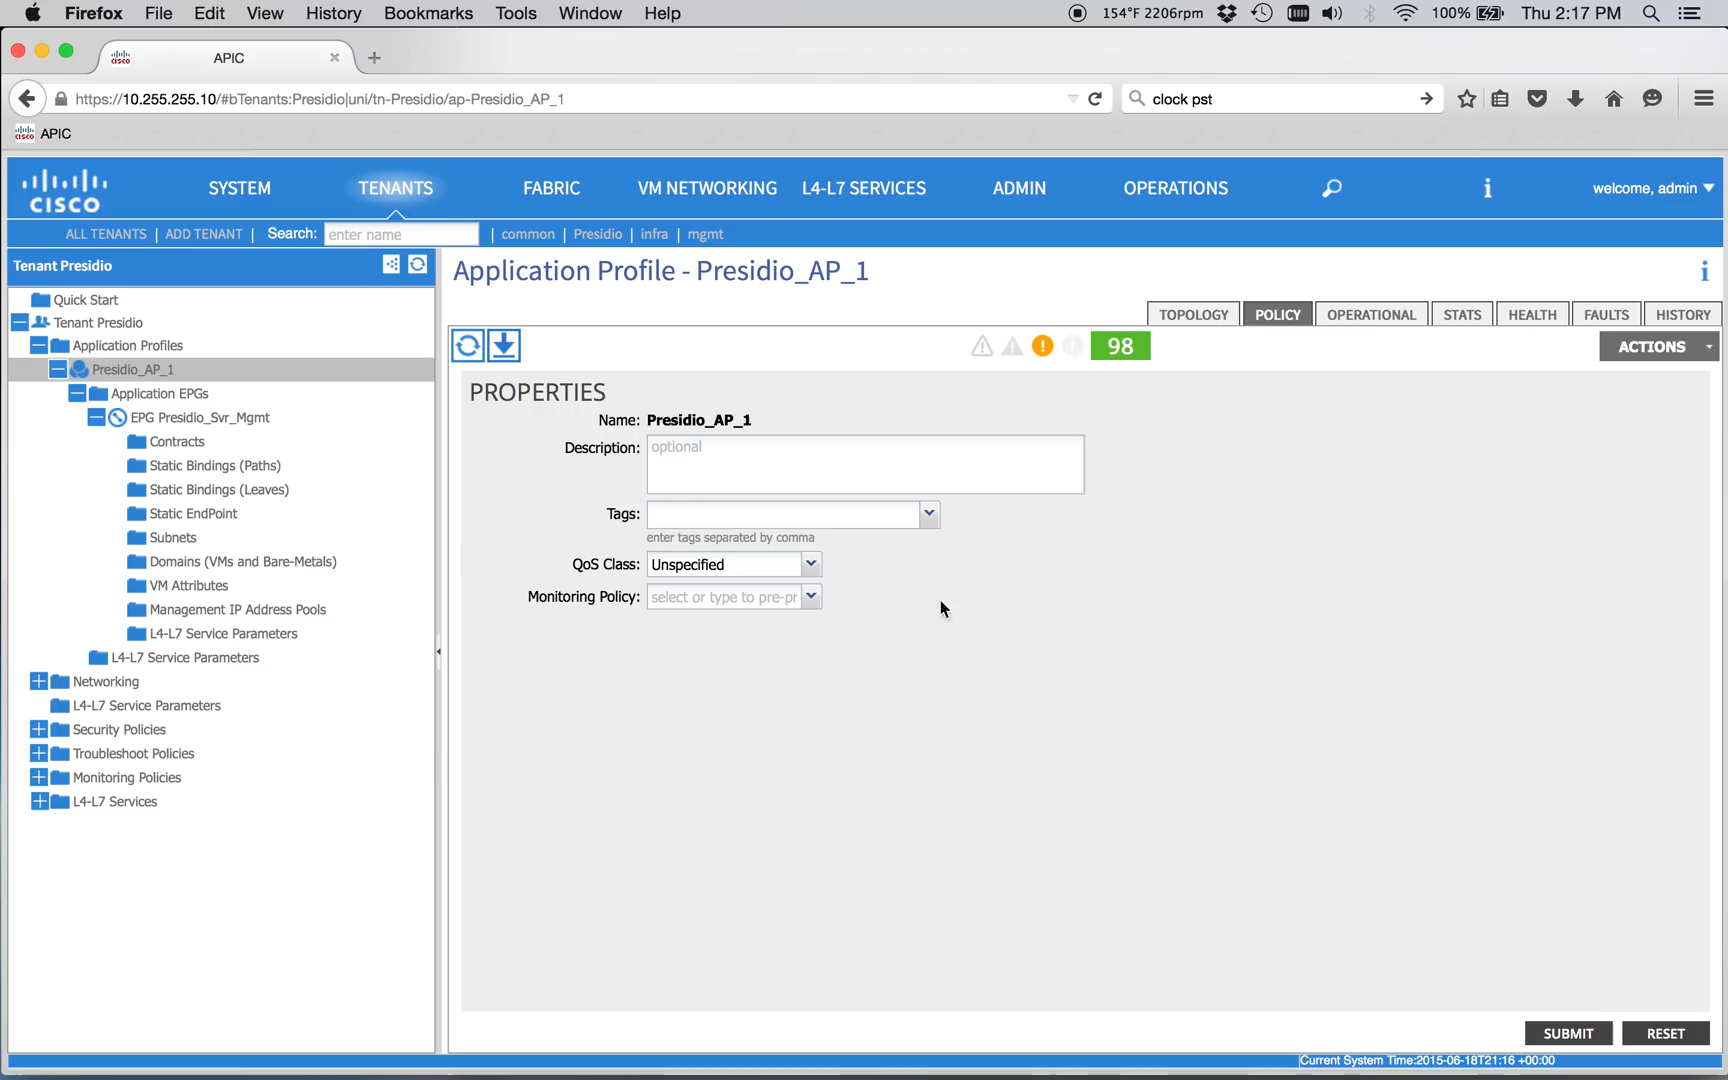 Firefox File Edit View History Bookmarks Tools Window Help 154°F 2206rpm 100% Thu 2:17 PM
cisco APIC
https://10.255.255.10/#bTenants:Presidio|uni/tn-Presidio/ap-Presidio_AP_1 clock pst
cisco APIC
CISCO SYSTEM TENANTS FABRIC VM NETWORKING L4-L7 SERVICES ADMIN OPERATIONS i welcome, admin
ALL TENANTS | ADD TENANT | Search: enter name | common | Presidio | infra | mgmt
Tenant Presidio
Quick Start
Tenant Presidio
Application Profiles
Presidio_AP_1
Application EPGs
EPG Presidio_Svr_Mgmt
Contracts
Static Bindings (Paths)
Static Bindings (Leaves)
Static EndPoint
Subnets
Domains (VMs and Bare-Metals)
VM Attributes
Management IP Address Pools
L4-L7 Service Parameters
L4-L7 Service Parameters
Networking
L4-L7 Service Parameters
Security Policies
Troubleshoot Policies
Monitoring Policies
L4-L7 Services
Application Profile - Presidio_AP_1 i
TOPOLOGY POLICY OPERATIONAL STATS HEALTH FAULTS HISTORY
98 ACTIONS
PROPERTIES
Name: Presidio_AP_1
Description: optional
Tags:
enter tags separated by comma
QoS Class: Unspecified
Monitoring Policy: select or type to pre-pr
SUBMIT RESET
Current System Time:2015-06-18T21:16 +00:00